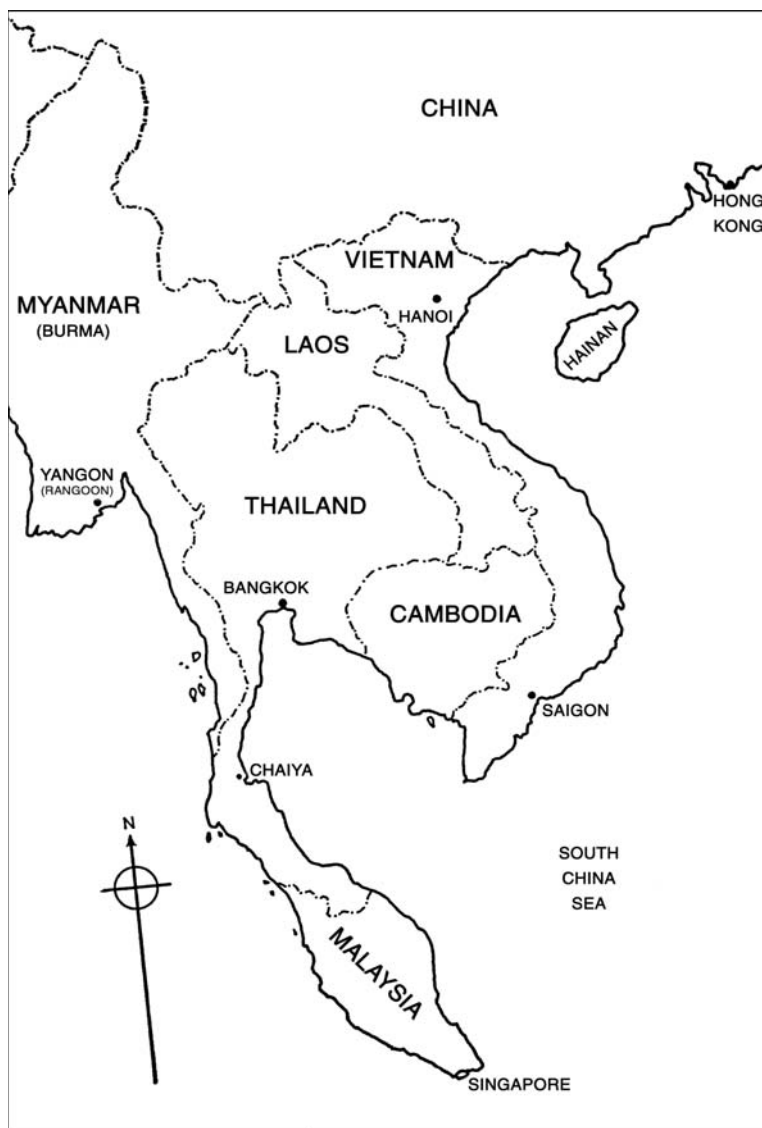 CHINA
HONG
KONG
VIETNAM
HANOI
MYANMAR
(BURMA)
LAOS
HAINAN
YANGON
(RANGOON)
THAILAND
BANGKOK
CAMBODIA
SAIGON
CHAIYA
N
SOUTH
CHINA
SEA
MALAYSIA
SINGAPORE